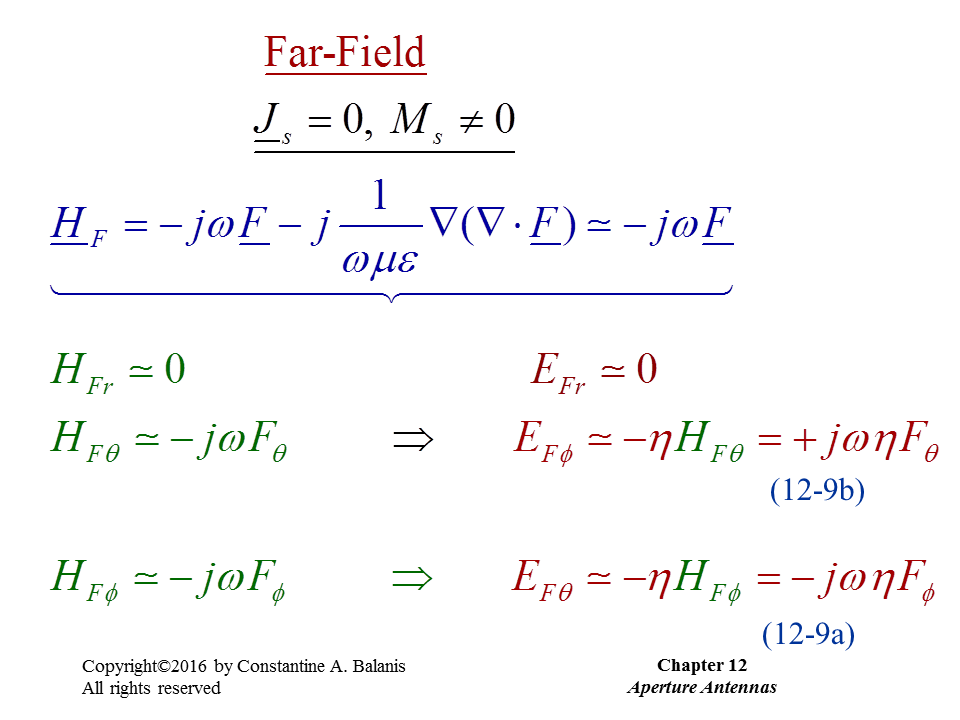 Far-Field
J_s = 0, M_s ≠ 0
H_F = − jωF − j 1/(ωμε) ∇(∇ · F) ≃ − jωF
H_Fr ≃ 0    E_Fr ≃ 0
H_Fθ ≃ − jωF_θ ⇒ E_Fϕ ≃ −ηH_Fθ = + jωηF_θ
(12-9b)
H_Fϕ ≃ − jωF_ϕ ⇒ E_Fθ ≃ −ηH_Fϕ = − jωηF_ϕ
(12-9a)
Copyright©2016 by Constantine A. Balanis
All rights reserved
Chapter 12
Aperture Antennas